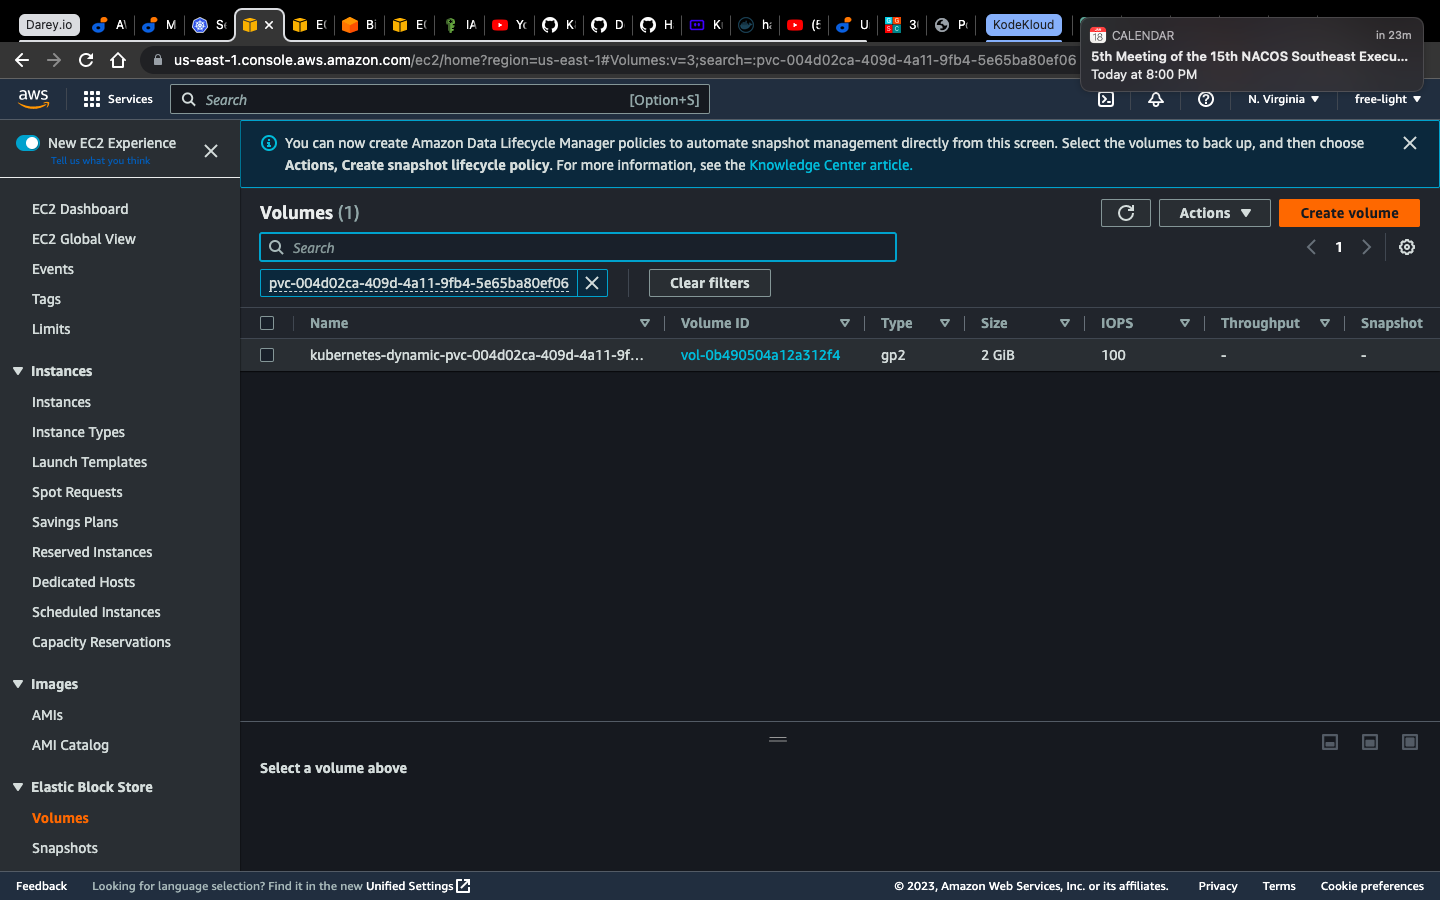 Darey.io
KodeKloud
CALENDAR
in 23m
5th Meeting of the 15th NACOS Southeast Execu...
Today at 8:00 PM
us-east-1.console.aws.amazon.com/ec2/home?region=us-east-1#Volumes:v=3;search=:pvc-004d02ca-409d-4a11-9fb4-5e65ba80ef06
aws
Services
Search
[Option+S]
N. Virginia
free-light
New EC2 Experience
Tell us what you think
EC2 Dashboard
EC2 Global View
Events
Tags
Limits
Instances
Instances
Instance Types
Launch Templates
Spot Requests
Savings Plans
Reserved Instances
Dedicated Hosts
Scheduled Instances
Capacity Reservations
Images
AMIs
AMI Catalog
Elastic Block Store
Volumes
Snapshots
You can now create Amazon Data Lifecycle Manager policies to automate snapshot management directly from this screen. Select the volumes to back up, and then choose
Actions, Create snapshot lifecycle policy. For more information, see the Knowledge Center article.
Volumes (1)
Actions
Create volume
Search
1
pvc-004d02ca-409d-4a11-9fb4-5e65ba80ef06
Clear filters
Name Volume ID Type Size IOPS Throughput Snapshot
kubernetes-dynamic-pvc-004d02ca-409d-4a11-9f... vol-0b490504a12a312f4 gp2 2 GiB 100 - -
Select a volume above
Feedback
Looking for language selection? Find it in the new Unified Settings
© 2023, Amazon Web Services, Inc. or its affiliates.
Privacy
Terms
Cookie preferences